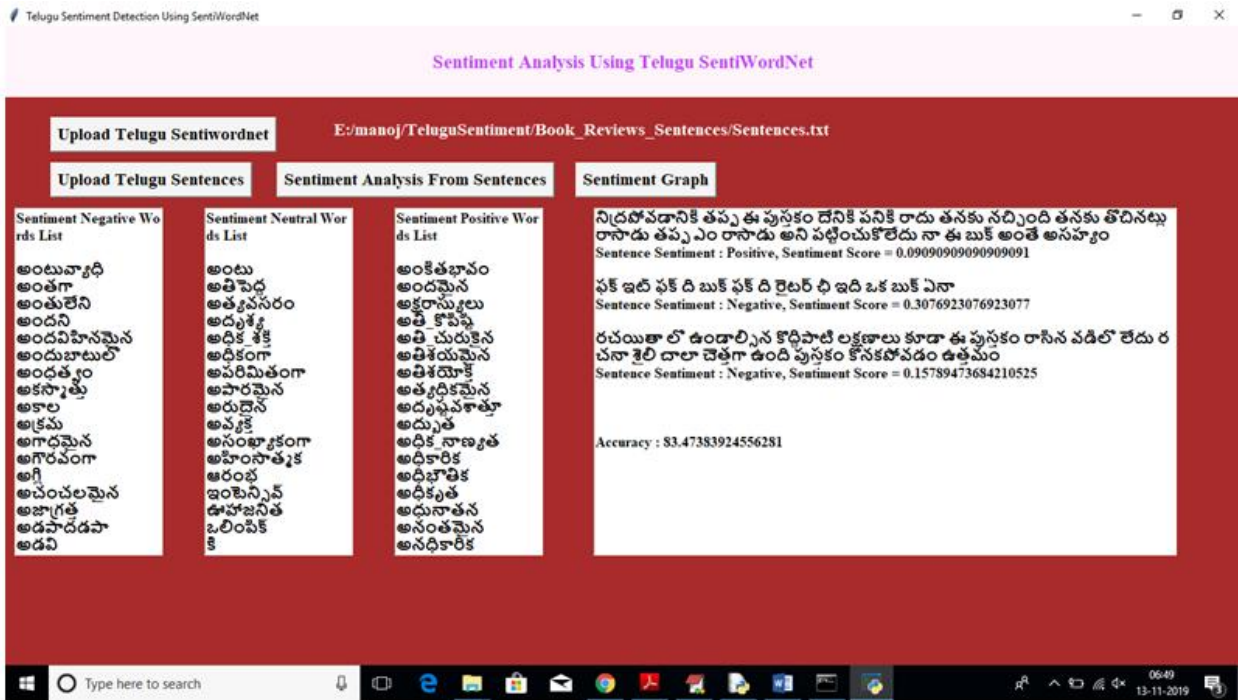 Telugu Sentiment Detection Using SentiWordNet
Sentiment Analysis Using Telugu SentiWordNet
Upload Telugu Sentiwordnet
E:/manoj/TeluguSentiment/Book_Reviews_Sentences/Sentences.txt
Upload Telugu Sentences
Sentiment Analysis From Sentences
Sentiment Graph
Sentiment Negative Wo
rds List
అంటువ్యాధి
అంతగా
అంతులేని
అందని
అందవిహినమైన
అందుబాటులో
అంధత్వం
అకస్మాత్తు
అకాల
అక్రమ
అగాధమైన
అగౌరవంగా
అగ్ని
అచంచలమైన
అజాగ్రత్త
అడపాదడపా
అడవి
Sentiment Neutral Wor
ds List
అంటు
అతిపెద్ద
అత్యవసరం
అదృశ్య
అధిక_శక్తి
అధికంగా
అపరిమితంగా
అపారమైన
అరుదైన
అవ్యక్త
అసంఖ్యాకంగా
అహింసాత్మక
ఆరంభ
ఇంటెన్సివ్
ఊహాజనిత
ఒలింపిక్
కి
Sentiment Positive Wor
ds List
అంకితభావం
అందమైన
అక్షరాస్యులు
అతి_కోపిష్ఠి
అతి_చురుకైన
అతిశయమైన
అతిశయోక్తి
అత్యధికమైన
అదృష్టవశాత్తూ
అద్భుత
అధిక_నాణ్యత
అధికారిక
అధిభౌతిక
అధికృత
అధునాతన
అనంతమైన
అనధికారిక
నిద్రపోవడానికి తప్ప ఈ పుస్తకం దేనికి పనికి రాదు తనకు నచ్చింది తనకు తోచినట్లు
రాసాడు తప్ప ఎం రాసాడు అని పట్టించుకోలేదు నా ఈ బుక్ అంతే అసహ్యం
Sentence Sentiment : Positive, Sentiment Score = 0.09090909090909091
ఫక్ ఇట్ ఫక్ ది బుక్ ఫక్ ది రైటర్ ఛి ఇది ఒక బుక్ ఏనా
Sentence Sentiment : Negative, Sentiment Score = 0.3076923076923077
రచయితా లో ఉండాల్సిన కొద్దిపాటి లక్షణాలు కూడా ఈ పుస్తకం రాసిన వడిలో లేదు ర
చనా శైలి చాలా చెత్తగా ఉంది పుస్తకం కొనకపోవడం ఉత్తమం
Sentence Sentiment : Negative, Sentiment Score = 0.15789473684210525
Accuracy : 83.47383924556281
Type here to search
06:49
13-11-2019